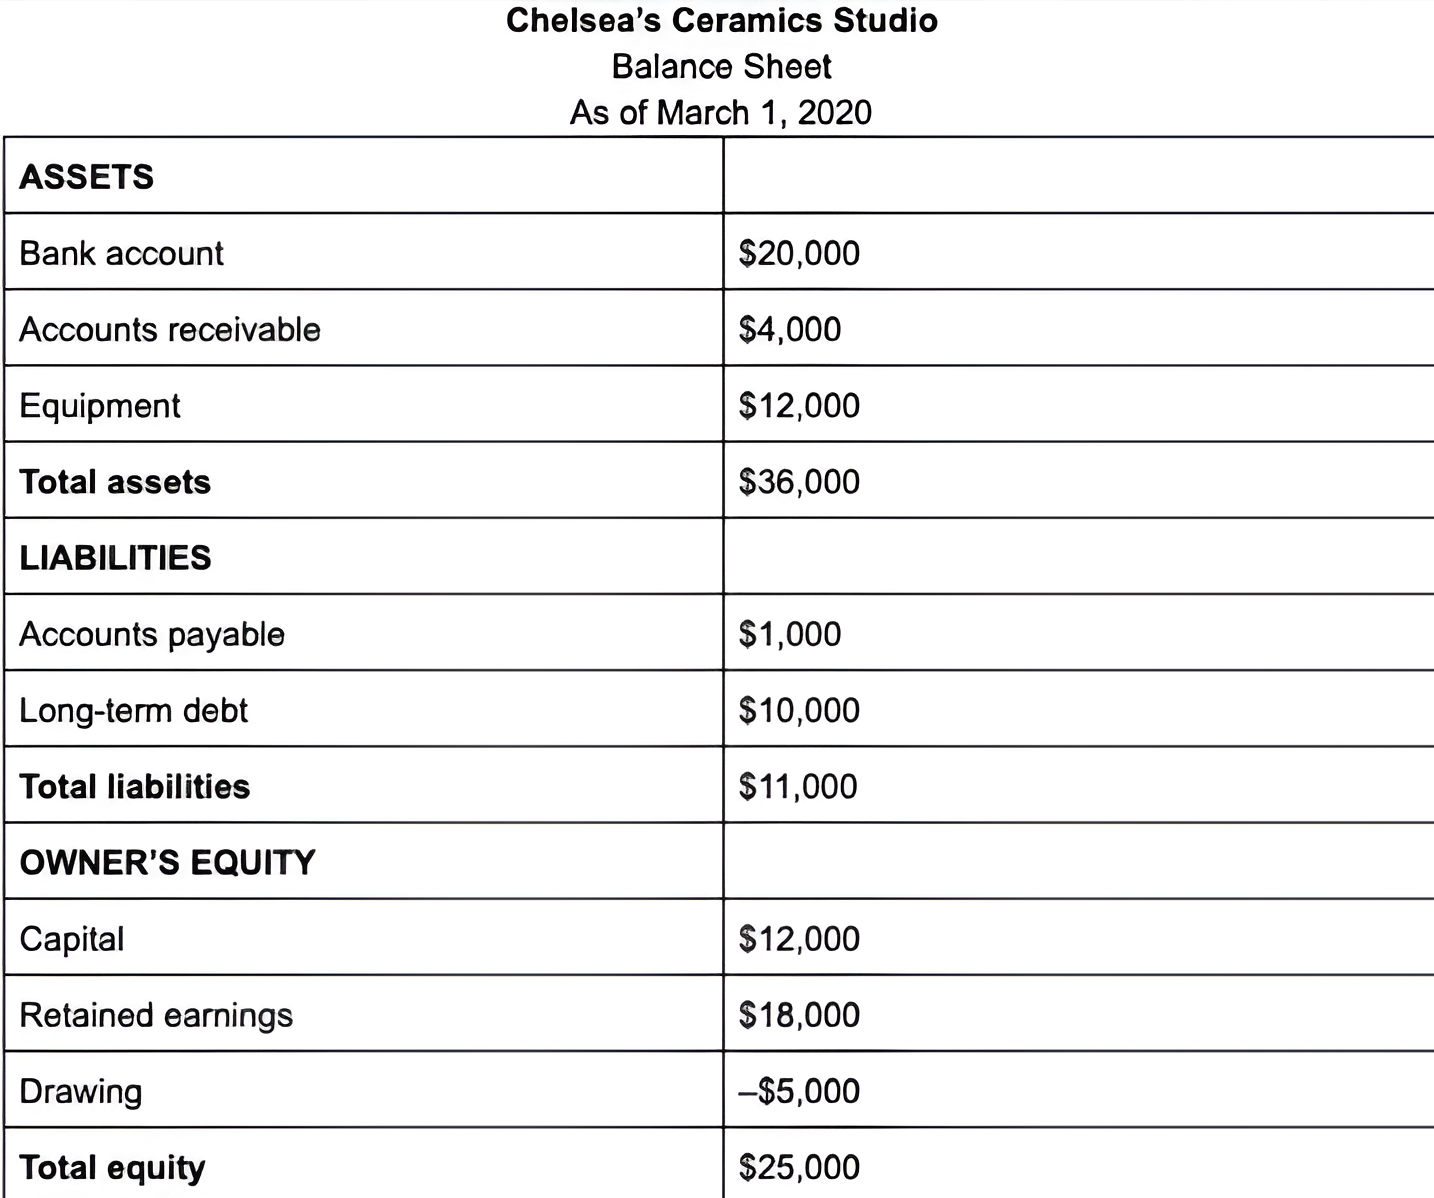 Chelsea's Ceramics Studio
Balance Sheet
As of March 1, 2020
ASSETS
Bank account $20,000
Accounts receivable $4,000
Equipment $12,000
Total assets $36,000
LIABILITIES
Accounts payable $1,000
Long-term debt $10,000
Total liabilities $11,000
OWNER'S EQUITY
Capital $12,000
Retained earnings $18,000
Drawing –$5,000
Total equity $25,000